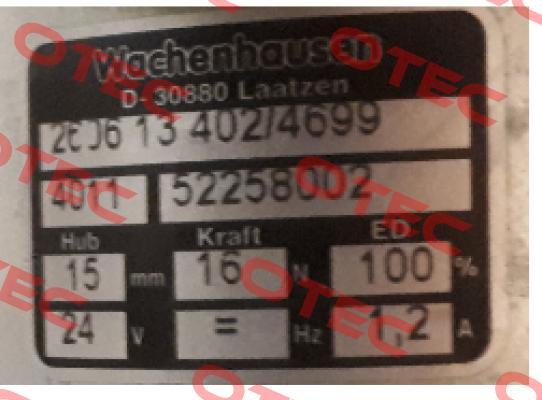 Wachenhausen
D-30880 Laatzen
2606 13 402/4699
4011 52258002
Hub Kraft ED
15 mm 16 N 100 %
24 V = Hz 1,2 A
OTEC